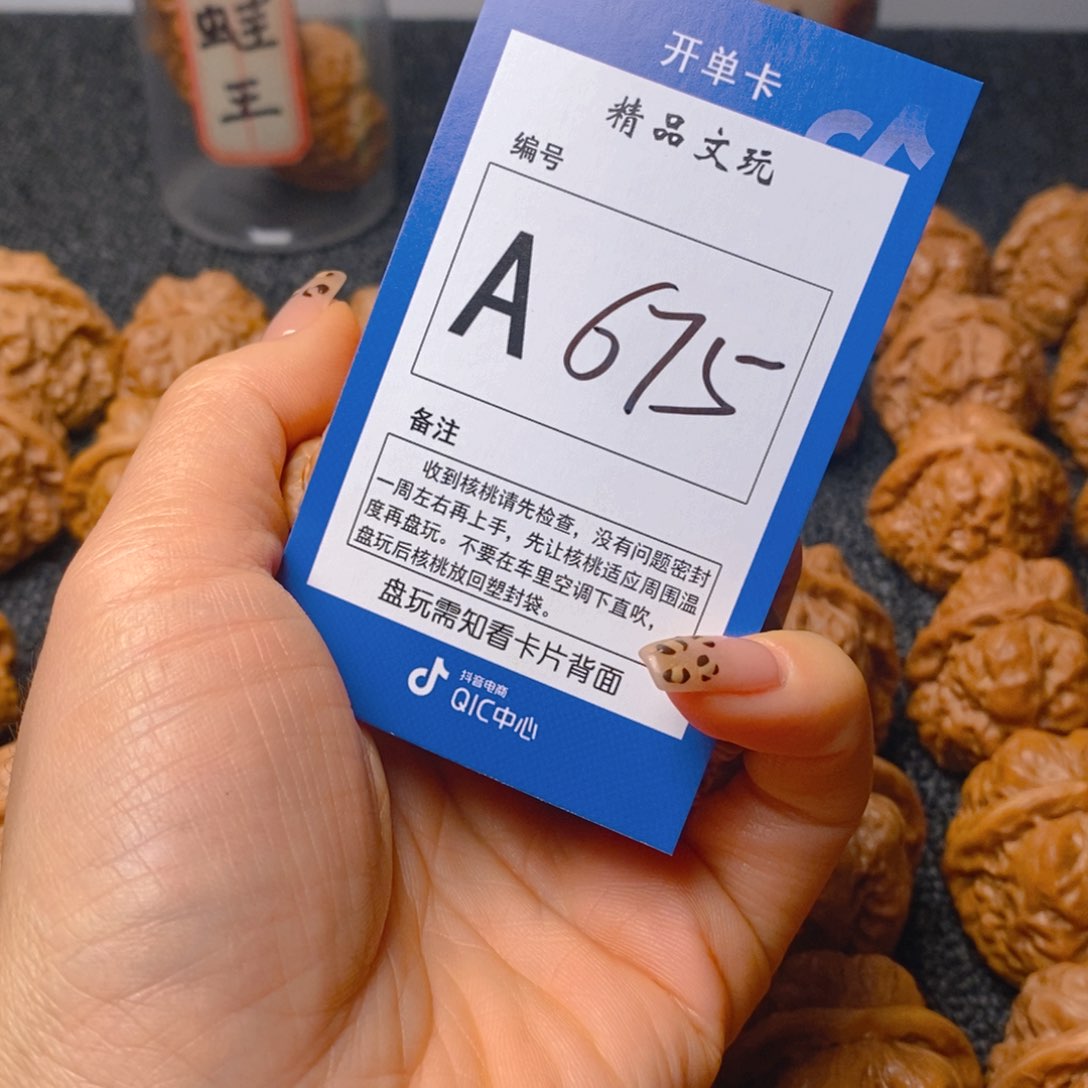 蛙
王
开单卡
精品文玩
编号
A 675
备注
收到核桃请先检查，没有问题密封
一周左右再上手，先让核桃适应周围温
度再盘玩。不要在车里空调下直吹，
盘玩后核桃放回塑封袋。
盘玩需知看卡片背面
抖音电商
QIC中心